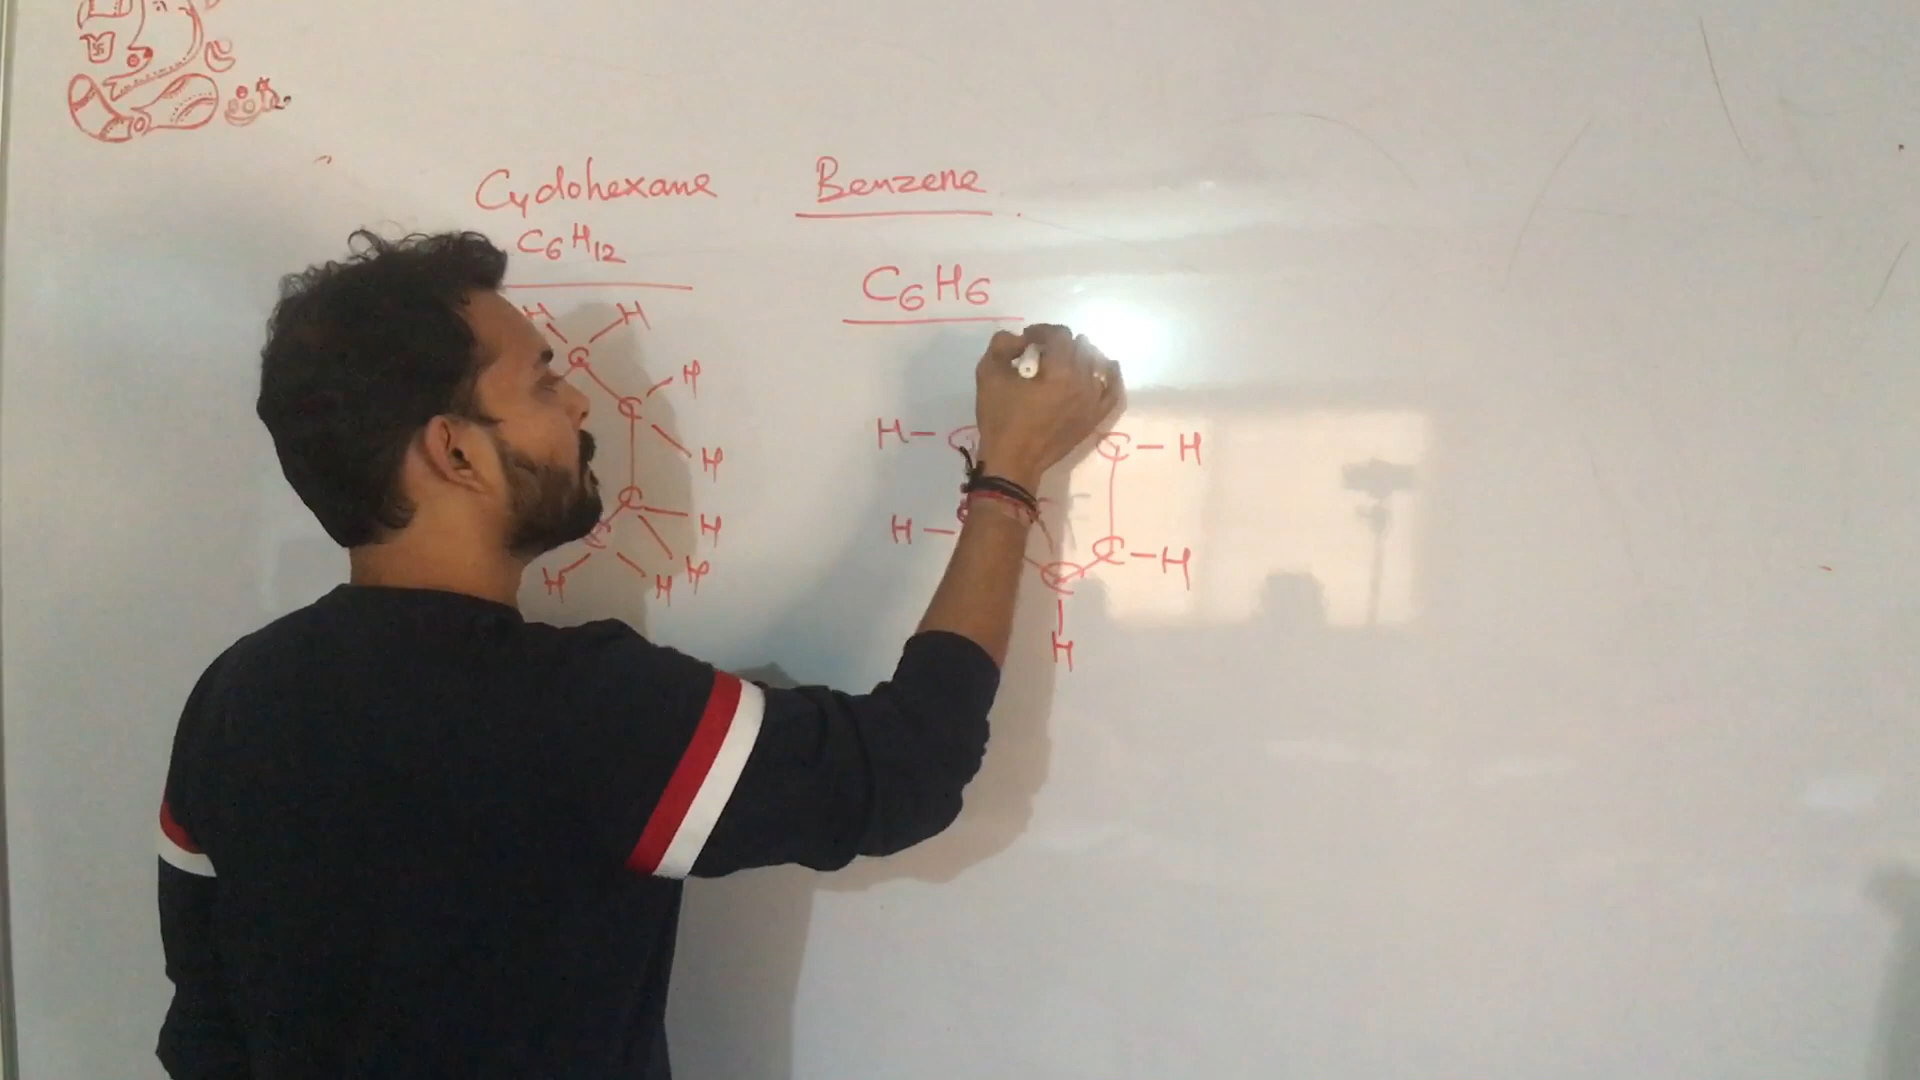 Cyclohexane
C6H12
H H
C
C H
H
C H
C
H H H
Benzene
C6H6
H-C C-H
H- C-H
C
H